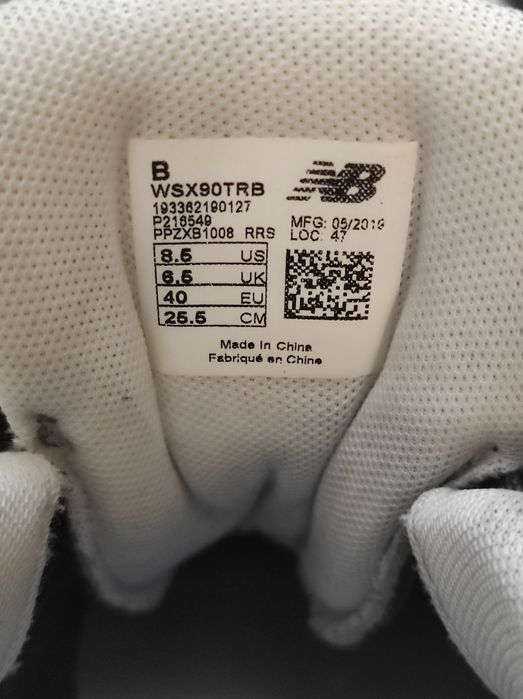 B
WSX90TRB
193362190127
P216549
PPZXB1008 RRS
NB
MFG: 05/2019
LOC: 47
8.5 US
6.5 UK
40 EU
25.5 CM
Made in China
Fabriqué en Chine